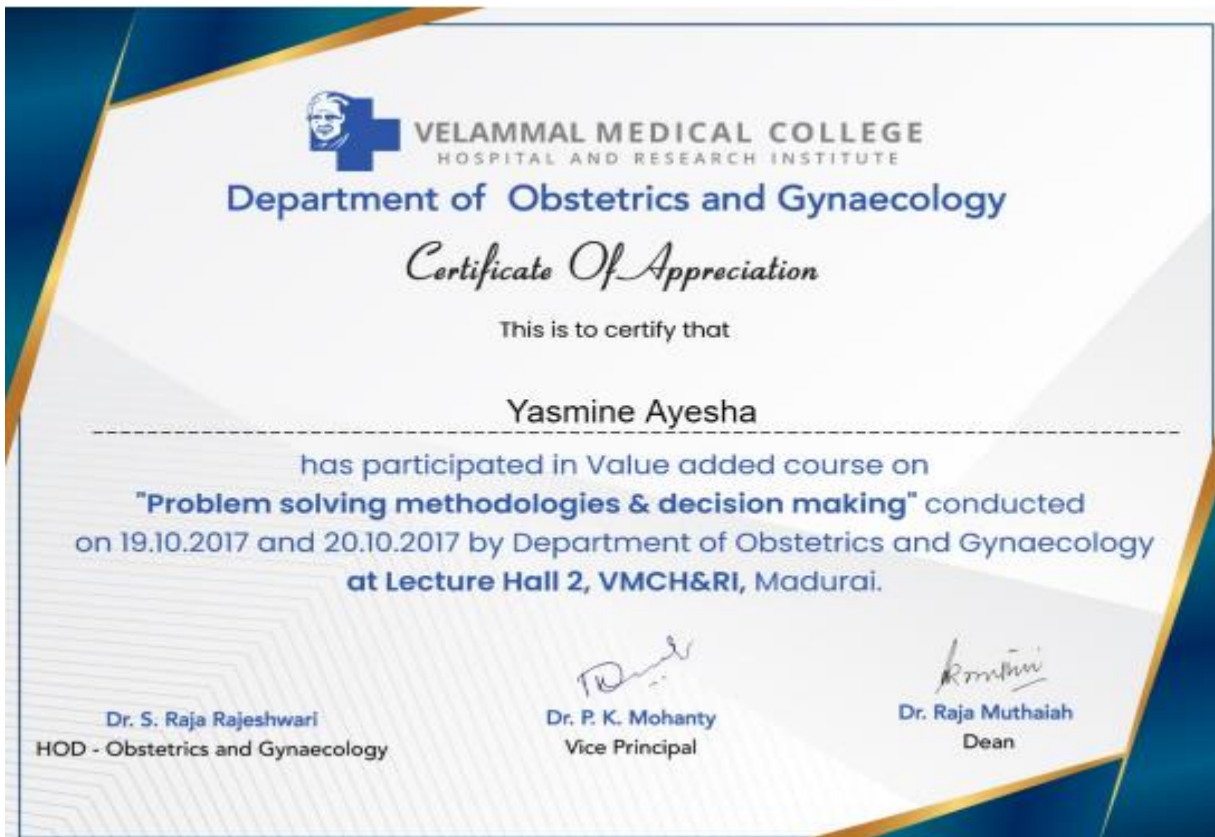 VELAMMAL MEDICAL COLLEGE
HOSPITAL AND RESEARCH INSTITUTE
Department of Obstetrics and Gynaecology
Certificate Of Appreciation
This is to certify that
Yasmine Ayesha
has participated in Value added course on
"Problem solving methodologies & decision making" conducted
on 19.10.2017 and 20.10.2017 by Department of Obstetrics and Gynaecology
at Lecture Hall 2, VMCH&RI, Madurai.
Dr. S. Raja Rajeshwari
HOD - Obstetrics and Gynaecology
Dr. P. K. Mohanty
Vice Principal
Dr. Raja Muthaiah
Dean